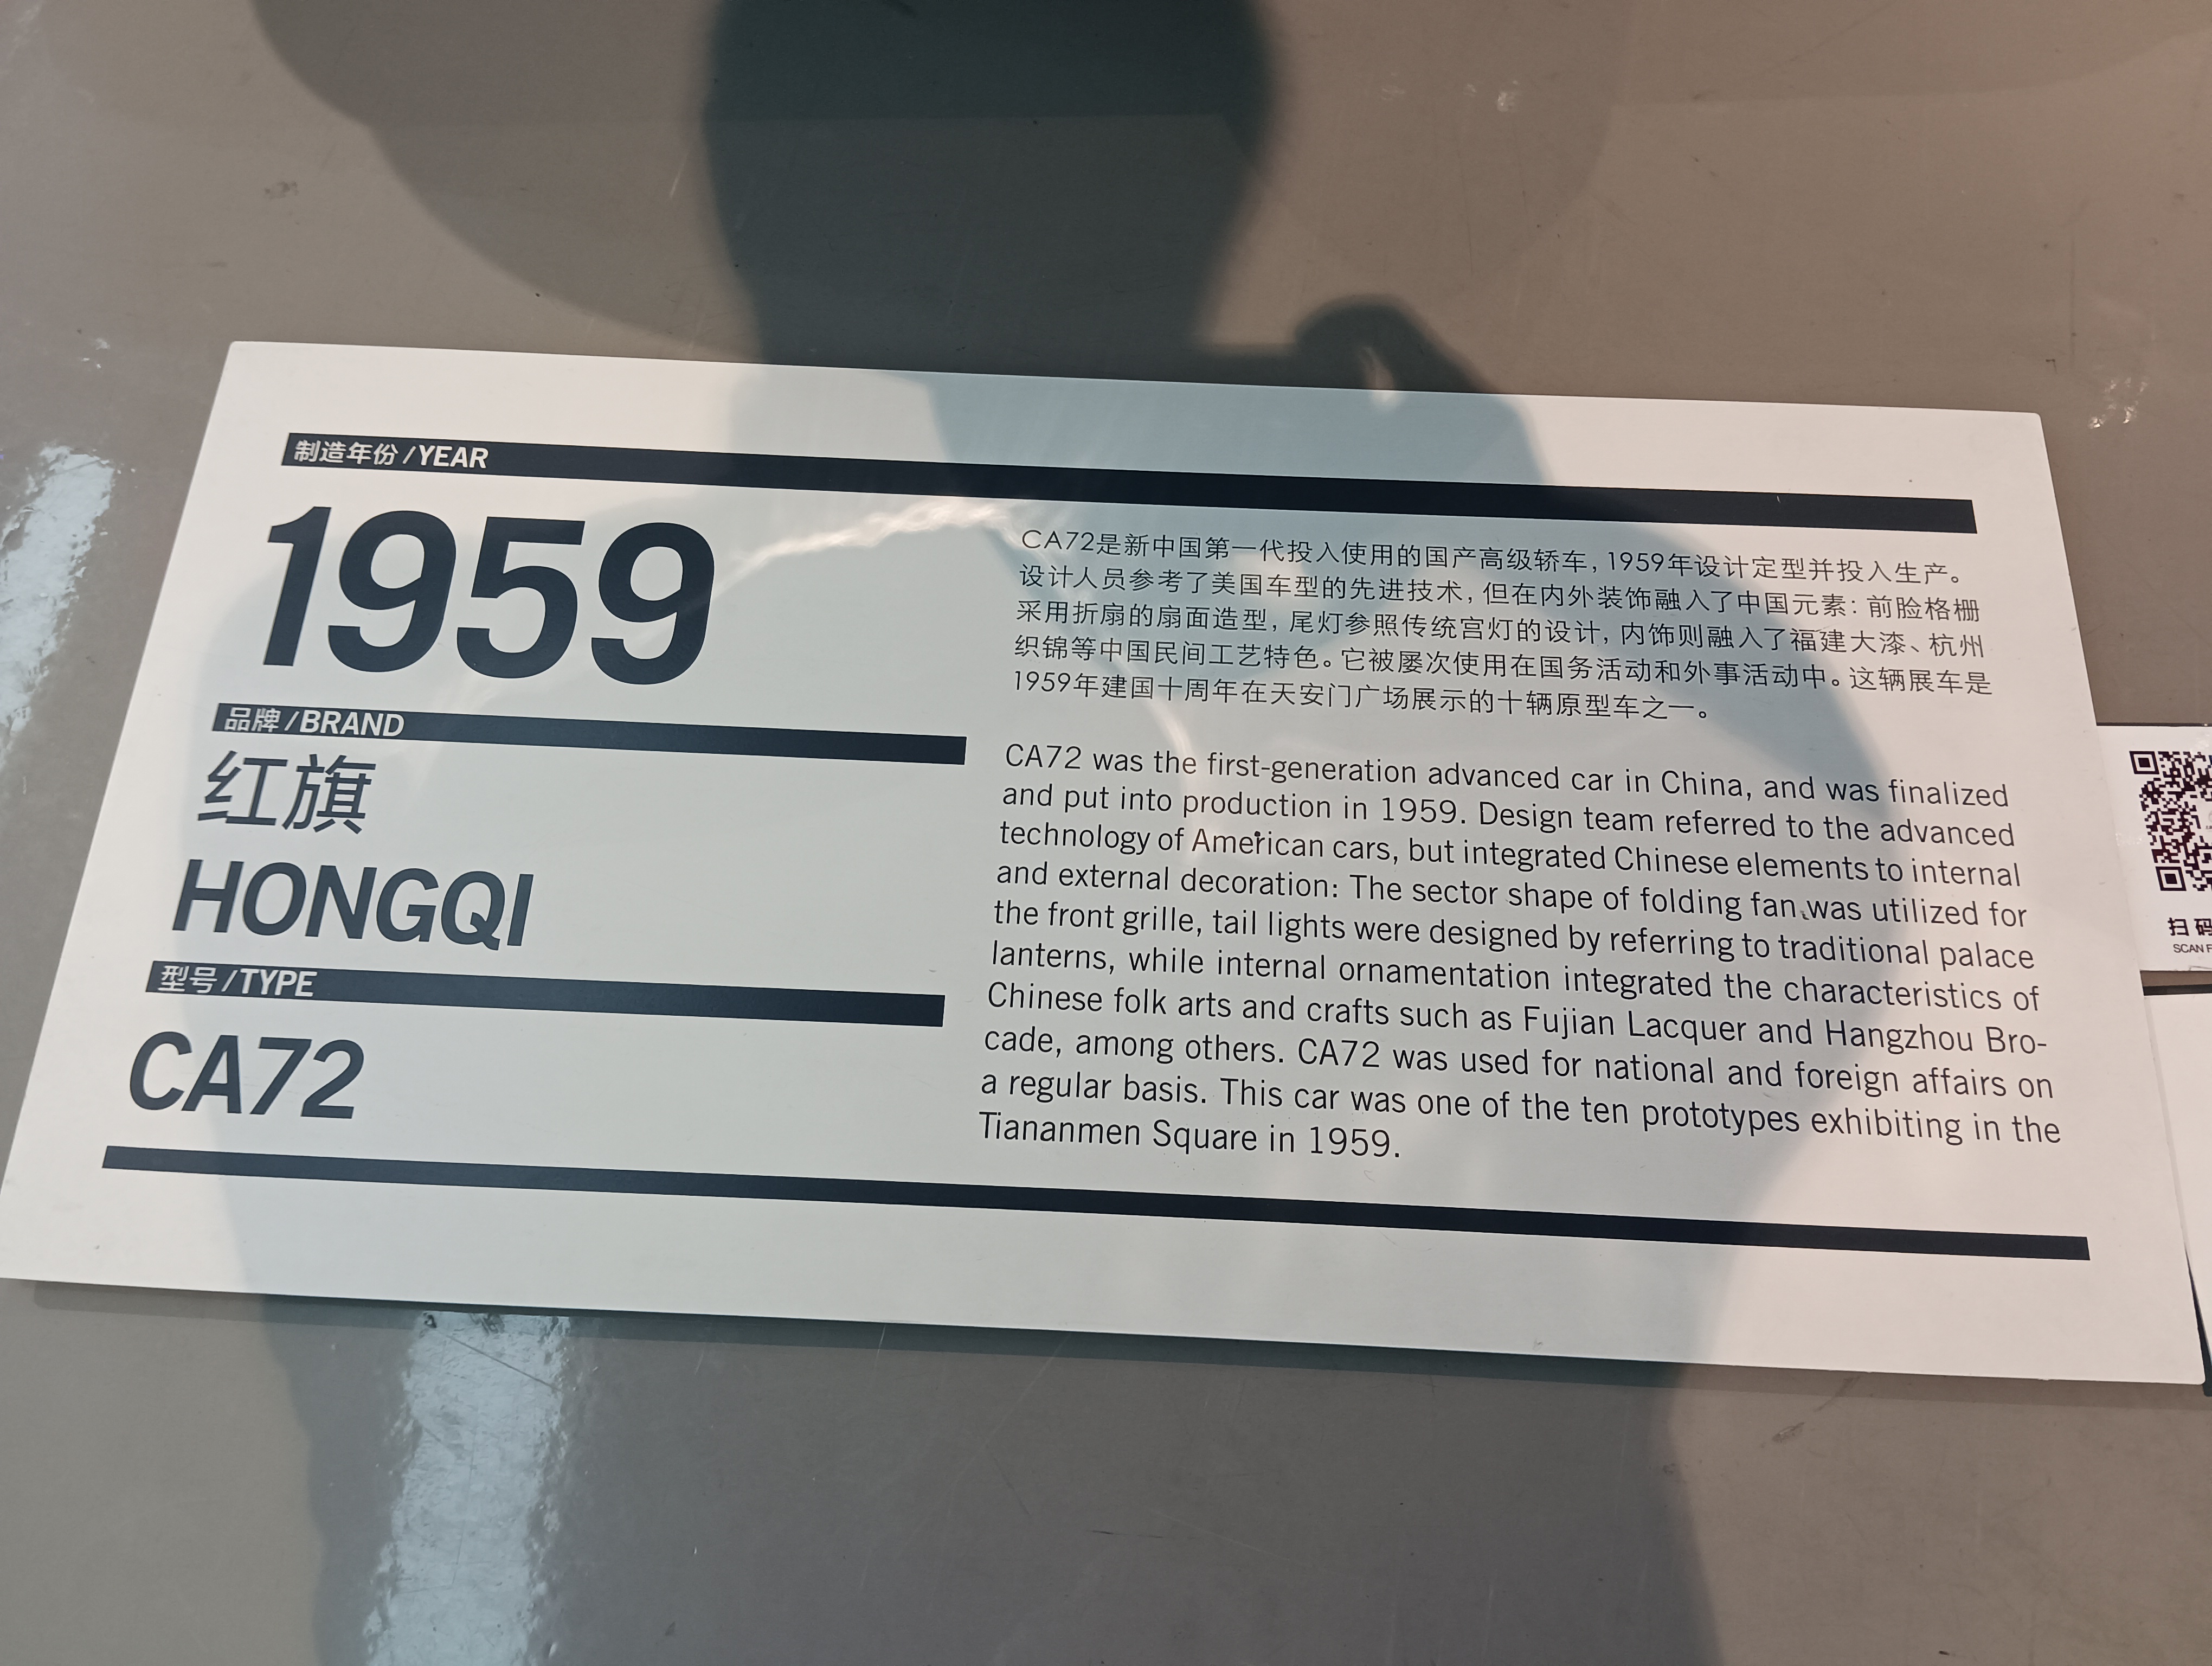 制造年份/YEAR
1959
品牌/BRAND
红旗
HONGQI
型号/TYPE
CA72
CA72是新中国第一代投入使用的国产高级轿车，1959年设计定型并投入生产。
设计人员参考了美国车型的先进技术，但在内外装饰融入了中国元素：前脸格栅
采用折扇的扇面造型，尾灯参照传统宫灯的设计，内饰则融入了福建大漆、杭州
织锦等中国民间工艺特色。它被屡次使用在国务活动和外事活动中。这辆展车是
1959年建国十周年在天安门广场展示的十辆原型车之一。
CA72 was the first-generation advanced car in China, and was finalized
and put into production in 1959. Design team referred to the advanced
technology of American cars, but integrated Chinese elements to internal
and external decoration: The sector shape of folding fan was utilized for
the front grille, tail lights were designed by referring to traditional palace
lanterns, while internal ornamentation integrated the characteristics of
Chinese folk arts and crafts such as Fujian Lacquer and Hangzhou Bro-
cade, among others. CA72 was used for national and foreign affairs on
a regular basis. This car was one of the ten prototypes exhibiting in the
Tiananmen Square in 1959.
扫码
SCAN